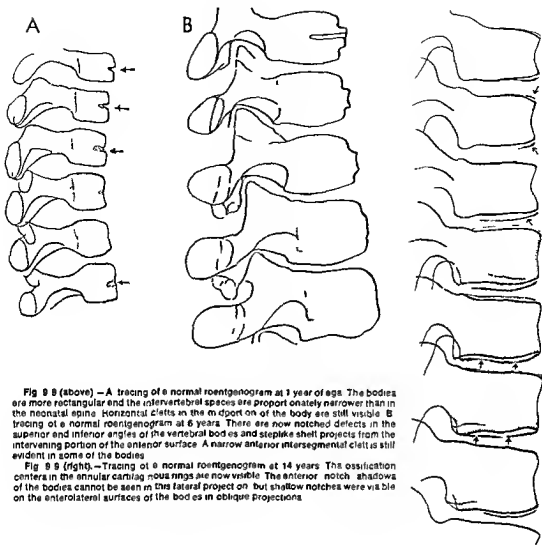 A
B
Fig 9 8 (above) —A tracing of a normal roentgenogram at 1 year of age The bodies
are more rectangular and the intervertebral spaces are proportionately narrower than in
the neonatal spine Horizontal clefts in the midportion of the body are still visible B
tracing of a normal roentgenogram at 6 years There are now notched defects in the
superior and inferior angles of the vertebral bodies and steplike shelf projects from the
intervening portion of the anterior surface A narrow anterior intersegmental cleft is still
evident in some of the bodies
Fig 9 9 (right).—Tracing of a normal roentgenogram at 14 years The ossification
centers in the annular cartilaginous rings are now visible The anterior notch shadows
of the bodies cannot be seen in this lateral projection but shallow notches were visible
on the anterolateral surfaces of the bodies in oblique projections